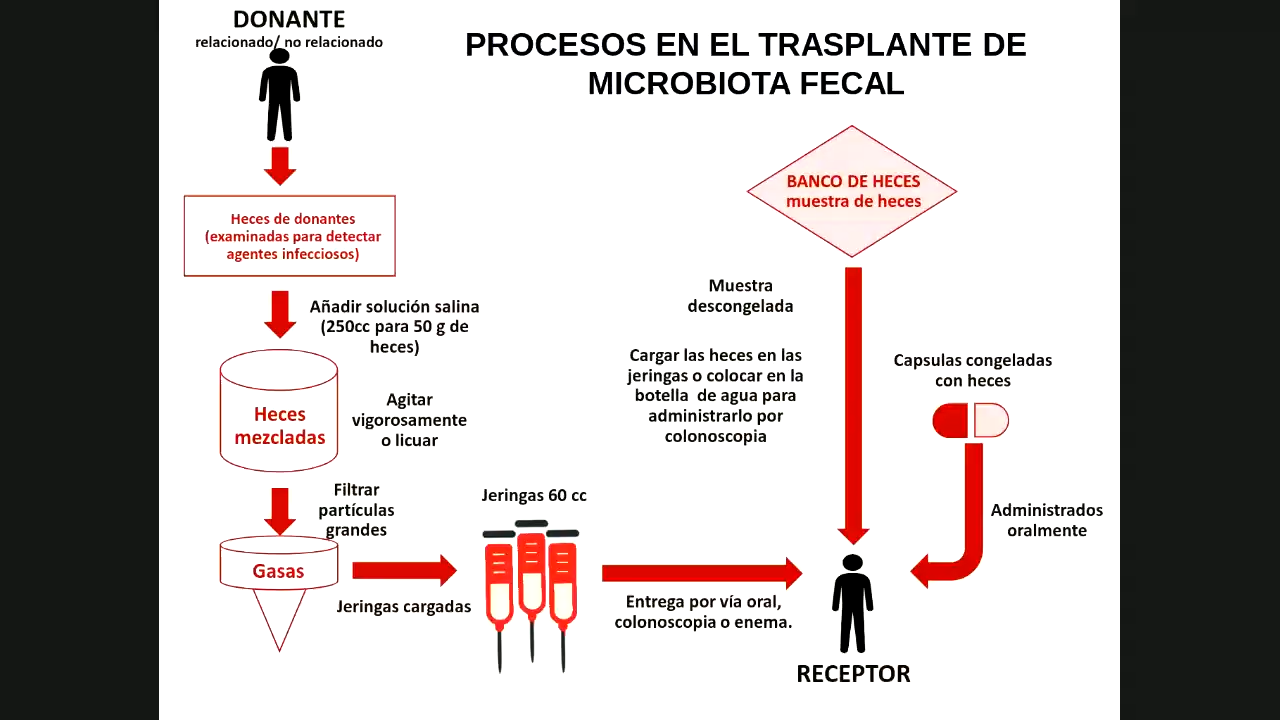 DONANTE
relacionado/ no relacionado
PROCESOS EN EL TRASPLANTE DE
MICROBIOTA FECAL
Heces de donantes
(examinadas para detectar
agentes infecciosos)
Añadir solución salina
(250cc para 50 g de
heces)
Heces
mezcladas
Agitar
vigorosamente
o licuar
Filtrar
partículas
grandes
Gasas
Jeringas cargadas
Jeringas 60 cc
Entrega por vía oral,
colonoscopia o enema.
BANCO DE HECES
muestra de heces
Muestra
descongelada
Cargar las heces en las
jeringas o colocar en la
botella de agua para
administrarlo por
colonoscopia
Capsulas congeladas
con heces
Administrados
oralmente
RECEPTOR